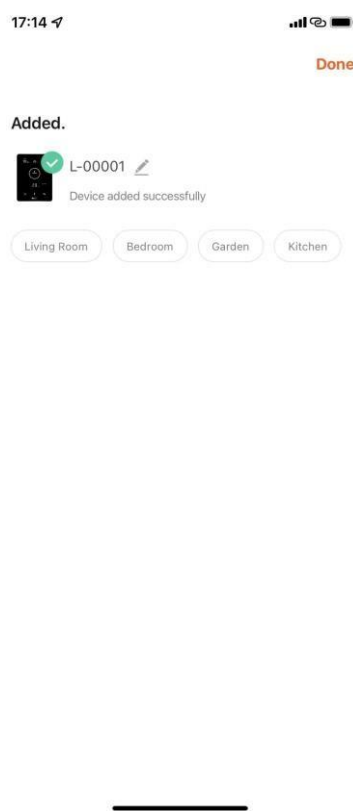 17:14
Done
Added.
L-00001
Device added successfully
Living Room
Bedroom
Garden
Kitchen